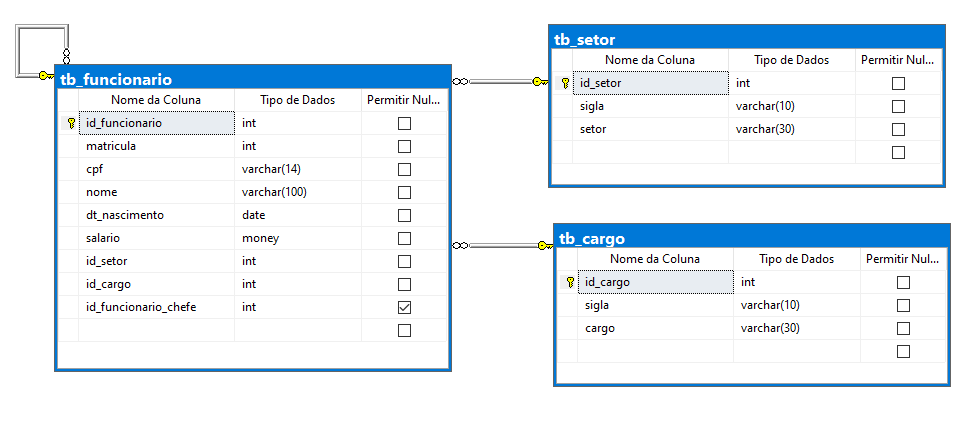 tb_funcionario
Nome da Coluna Tipo de Dados Permitir Nul...
id_funcionario int
matricula int
cpf varchar(14)
nome varchar(100)
dt_nascimento date
salario money
id_setor int
id_cargo int
id_funcionario_chefe int
tb_setor
Nome da Coluna Tipo de Dados Permitir Nul...
id_setor int
sigla varchar(10)
setor varchar(30)
tb_cargo
Nome da Coluna Tipo de Dados Permitir Nul...
id_cargo int
sigla varchar(10)
cargo varchar(30)